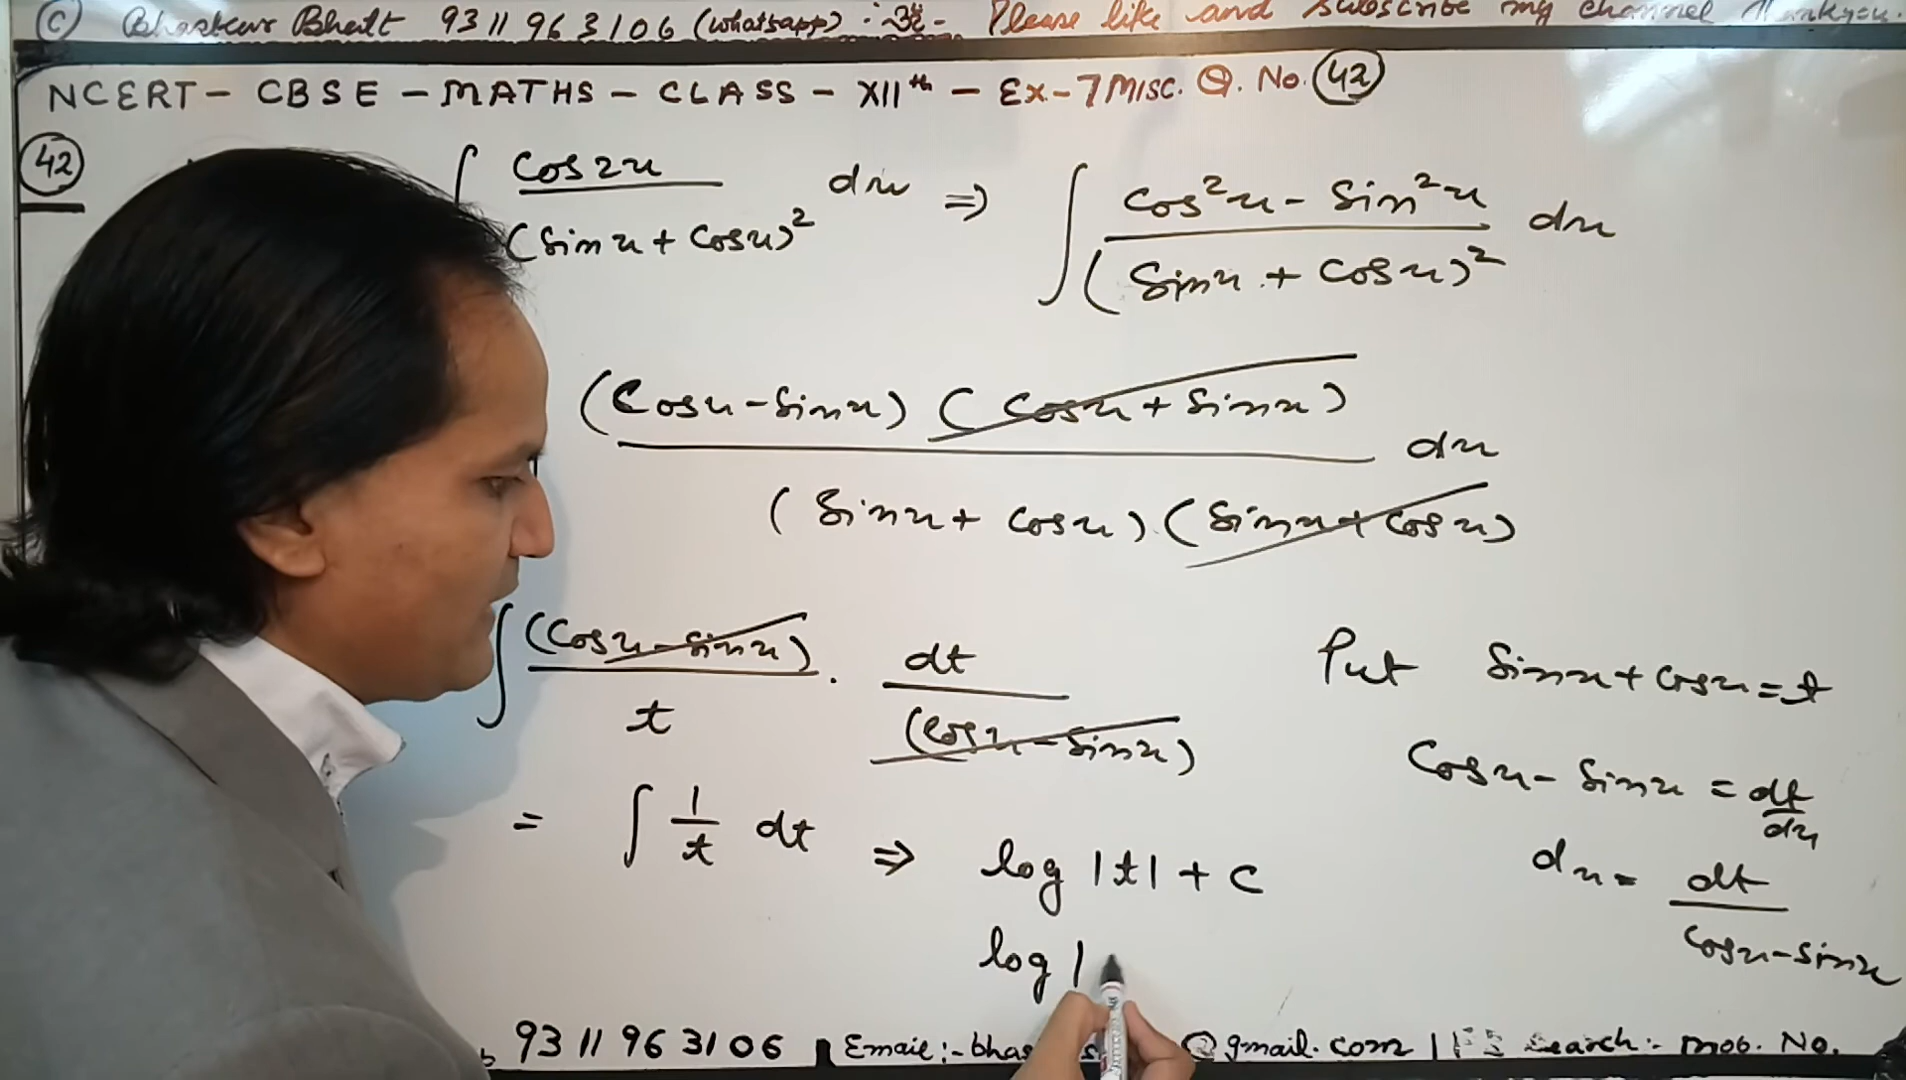 (C) Bhaskar Bhatt 9311963106 (whatsapp) Please like and subscribe my channel Thankyou.
NCERT - CBSE - MATHS - CLASS - XIIth - Ex-7 Misc. Q. No. (42)
(42) ∫ Cos2x / (Sinx + Cosx)² dx ⇒ ∫ Cos²x - Sin²x / (Sinx + Cosx)² dx
(Cosx - Sinx) (Cosx + Sinx) / (Sinx + Cosx) (Sinx + Cosx) dx
∫ (Cosx - Sinx) / t . dt / (Cosx - Sinx)
Put Sinx + Cosx = t
Cosx - Sinx = dt/dx
= ∫ 1/t dt ⇒ log |t| + C
dx = dt / Cosx - Sinx
log |
9311963106 | Email:- bhas @gmail.com | Search:- mob. No.